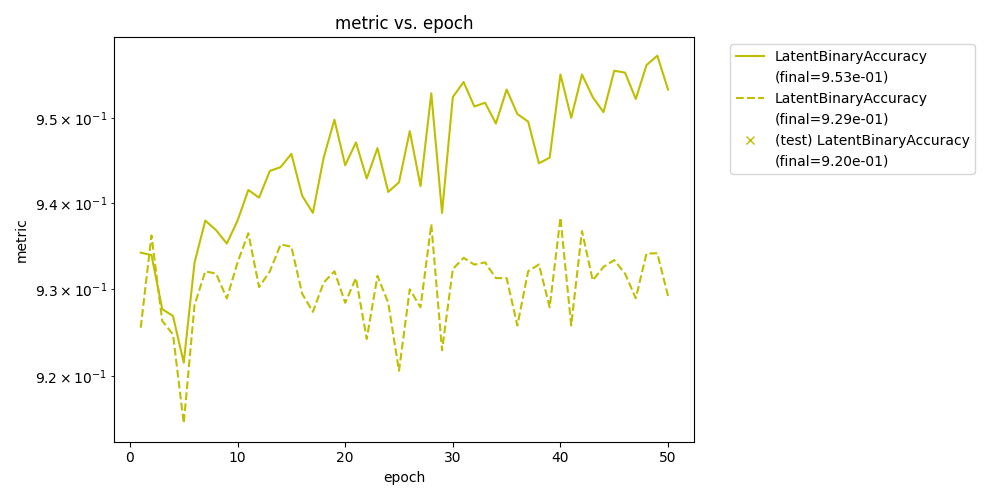 metric vs. epoch
LatentBinaryAccuracy
(final=9.53e-01)
LatentBinaryAccuracy
(final=9.29e-01)
(test) LatentBinaryAccuracy
(final=9.20e-01)
9.5 × 10⁻¹
9.4 × 10⁻¹
9.3 × 10⁻¹
9.2 × 10⁻¹
metric
0 10 20 30 40 50
epoch